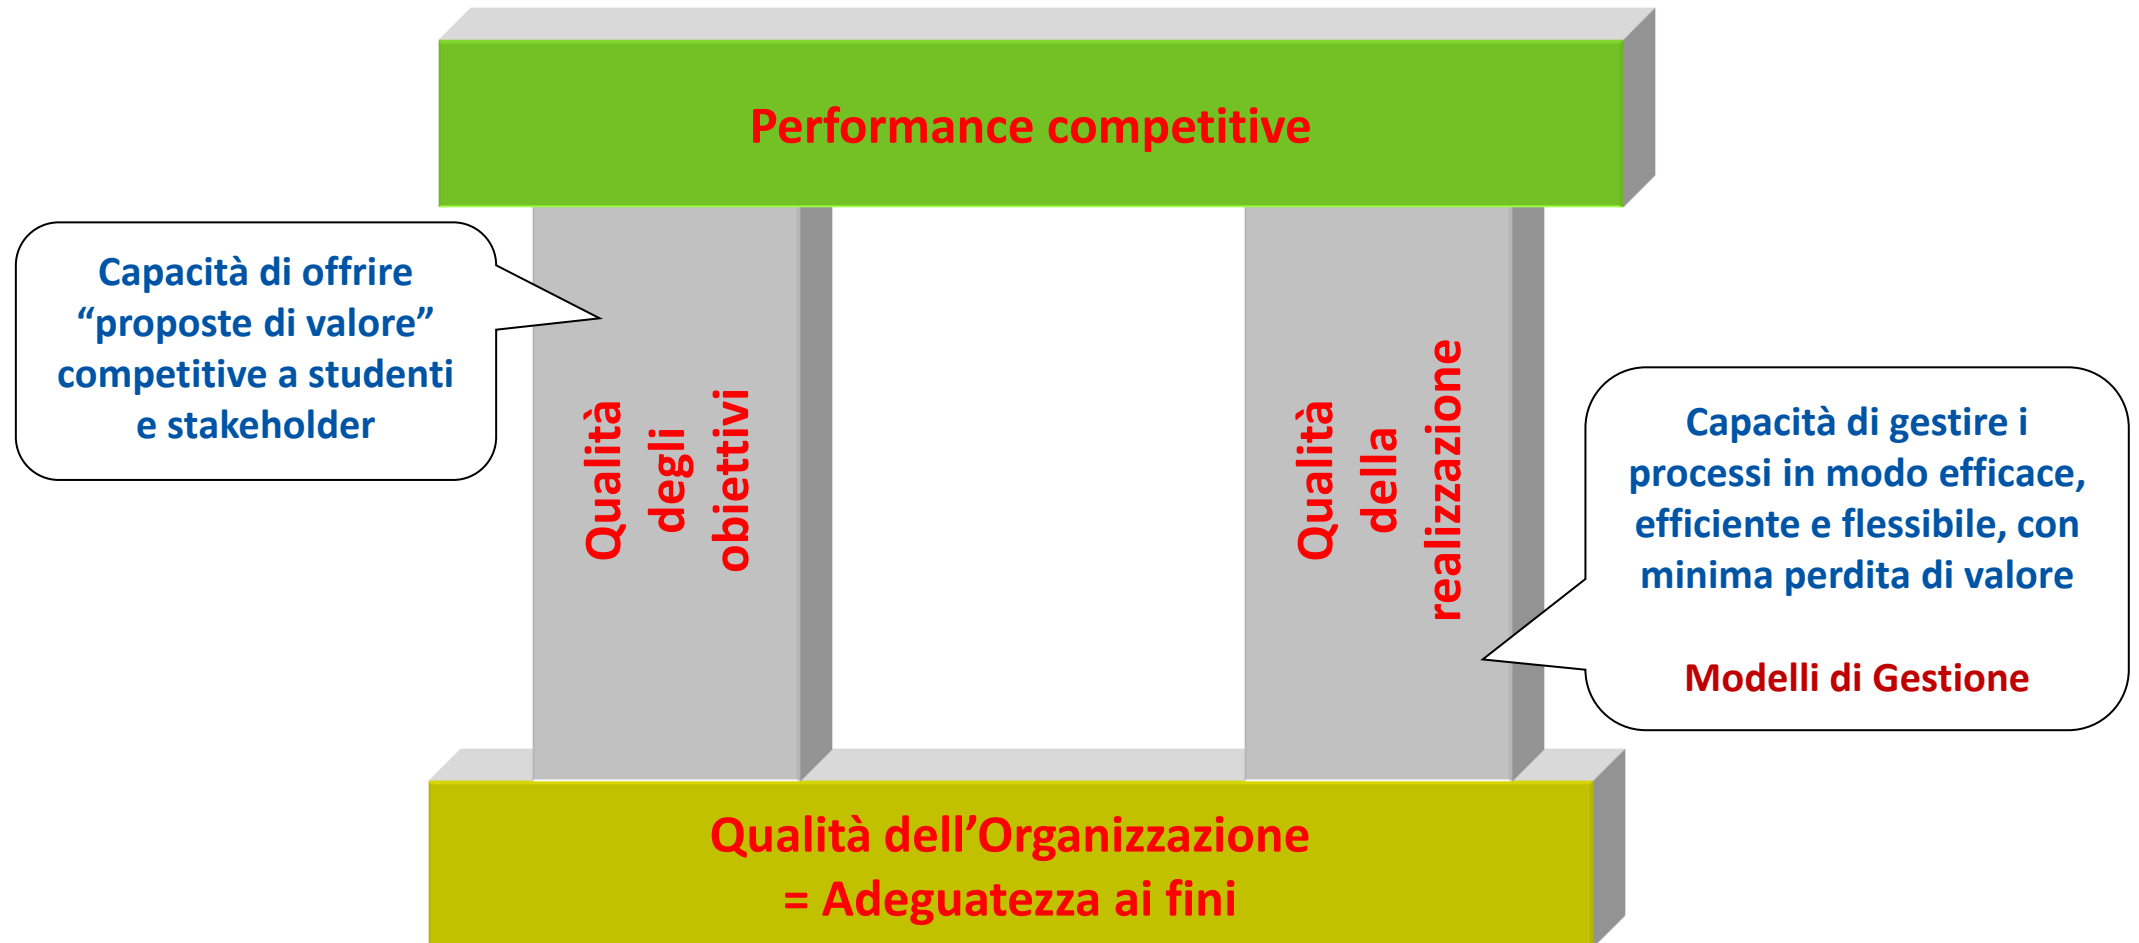 Performance competitive
Capacità di offrire
“proposte di valore”
competitive a studenti
e stakeholder
Qualità
degli
obiettivi
Qualità
della
realizzazione
Capacità di gestire i
processi in modo efficace,
efficiente e flessibile, con
minima perdita di valore
Modelli di Gestione
Qualità dell’Organizzazione
= Adeguatezza ai fini